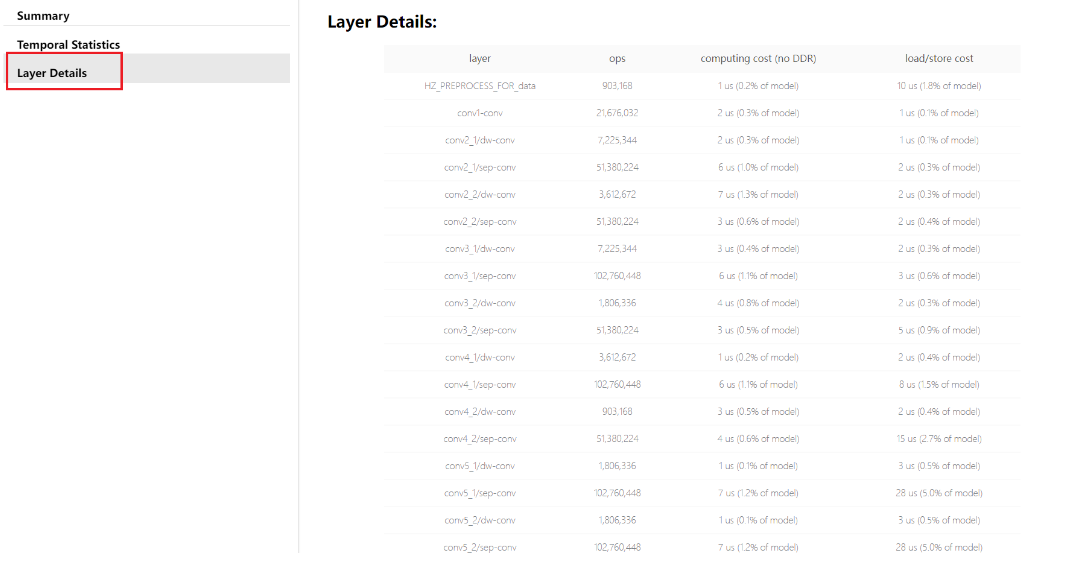 Summary
Temporal Statistics
Layer Details
Layer Details:
layer ops computing cost (no DDR) load/store cost
HZ_PREPROCESS_FOR_data 903,168 1 us (0.2% of model) 10 us (1.8% of model)
conv1-conv 21,676,032 2 us (0.3% of model) 1 us (0.1% of model)
conv2_1/dw-conv 7,225,344 2 us (0.3% of model) 1 us (0.1% of model)
conv2_1/sep-conv 51,380,224 6 us (1.0% of model) 2 us (0.3% of model)
conv2_2/dw-conv 3,612,672 7 us (1.3% of model) 2 us (0.3% of model)
conv2_2/sep-conv 51,380,224 3 us (0.6% of model) 2 us (0.4% of model)
conv3_1/dw-conv 7,225,344 3 us (0.4% of model) 2 us (0.3% of model)
conv3_1/sep-conv 102,760,448 6 us (1.1% of model) 3 us (0.6% of model)
conv3_2/dw-conv 1,806,336 4 us (0.8% of model) 2 us (0.3% of model)
conv3_2/sep-conv 51,380,224 3 us (0.5% of model) 5 us (0.9% of model)
conv4_1/dw-conv 3,612,672 1 us (0.2% of model) 2 us (0.4% of model)
conv4_1/sep-conv 102,760,448 6 us (1.1% of model) 8 us (1.5% of model)
conv4_2/dw-conv 903,168 3 us (0.5% of model) 2 us (0.4% of model)
conv4_2/sep-conv 51,380,224 4 us (0.6% of model) 15 us (2.7% of model)
conv5_1/dw-conv 1,806,336 1 us (0.1% of model) 3 us (0.5% of model)
conv5_1/sep-conv 102,760,448 7 us (1.2% of model) 28 us (5.0% of model)
conv5_2/dw-conv 1,806,336 1 us (0.1% of model) 3 us (0.5% of model)
conv5_2/sep-conv 102,760,448 7 us (1.2% of model) 28 us (5.0% of model)